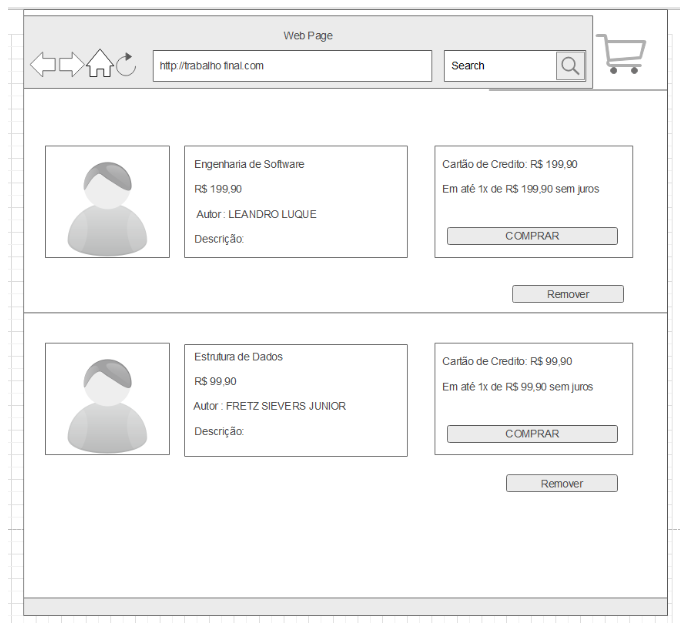 Web Page
http://trabalho final.com
Search
Engenharia de Software
R$ 199,90
Autor : LEANDRO LUQUE
Descrição:
Cartão de Credito: R$ 199,90
Em até 1x de R$ 199,90 sem juros
COMPRAR
Remover
Estrutura de Dados
R$ 99,90
Autor : FRETZ SIEVERS JUNIOR
Descrição:
Cartão de Credito: R$ 99,90
Em até 1x de R$ 99,90 sem juros
COMPRAR
Remover